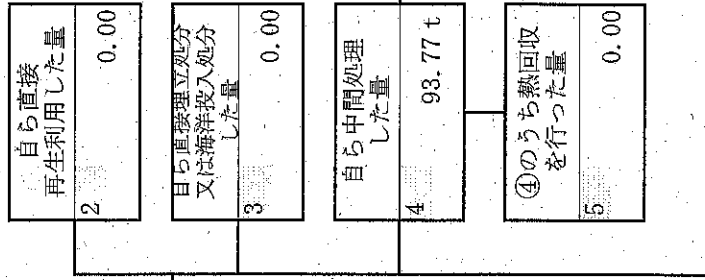 自ら直接
再生利用した量
2
0.00
自ら直接埋立処分
又は海洋投入処分
した量
3
0.00
自ら中間処理
した量
4
93.77 t
④のうち熱回収
を行った量
5
0.00